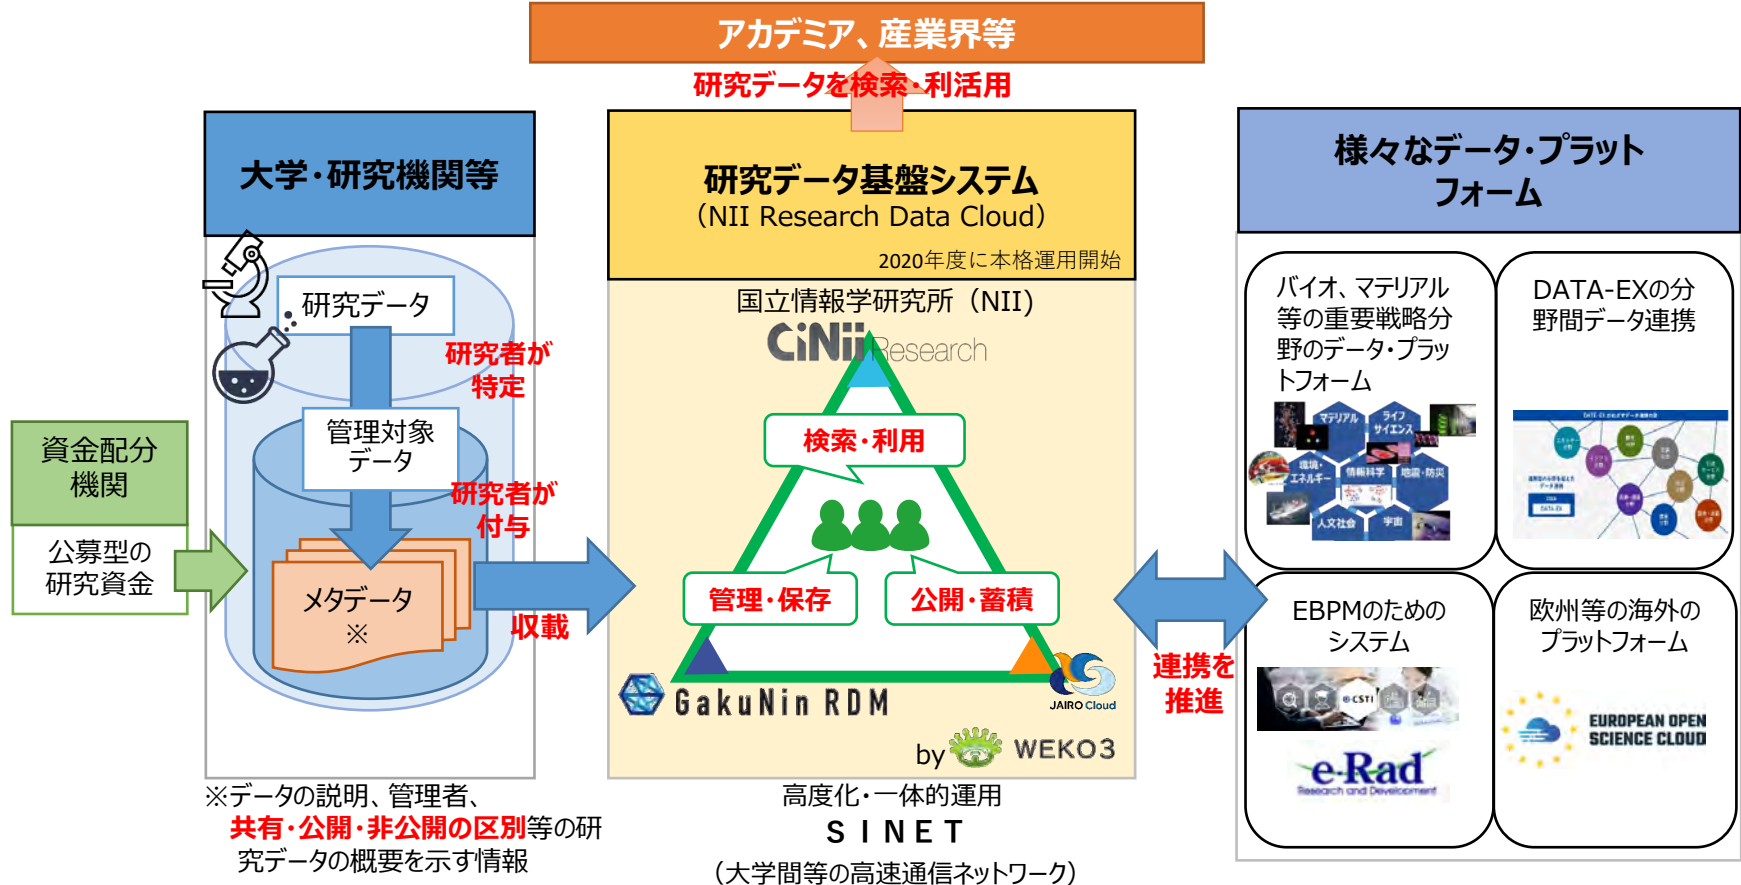 アカデミア、産業界等
研究データを検索・利活用
大学・研究機関等
研究データ
研究者が
特定
管理対象
データ
研究者が
付与
メタデータ
※
収載
資金配分
機関
公募型の
研究資金
※データの説明、管理者、
共有・公開・非公開の区別等の研
究データの概要を示す情報
研究データ基盤システム
(NII Research Data Cloud)
2020年度に本格運用開始
国立情報学研究所(NII)
CiNii Research
検索・利用
管理・保存
公開・蓄積
GakuNin RDM
JAIRO Cloud
by WEKO3
高度化・一体的運用
SINET
(大学間等の高速通信ネットワーク)
連携を
推進
様々なデータ・プラット
フォーム
バイオ、マテリアル
等の重要戦略分
野のデータ・プラッ
トフォーム
マテリアル
ライフ
サイエンス
環境・
エネルギー
情報科学
地震・防災
人文社会
宇宙
DATA-EXの分
野間データ連携
DATA-EX
EBPMのための
システム
e-CSTI
e-Rad
Research and Development
欧州等の海外の
プラットフォーム
EUROPEAN OPEN
SCIENCE CLOUD